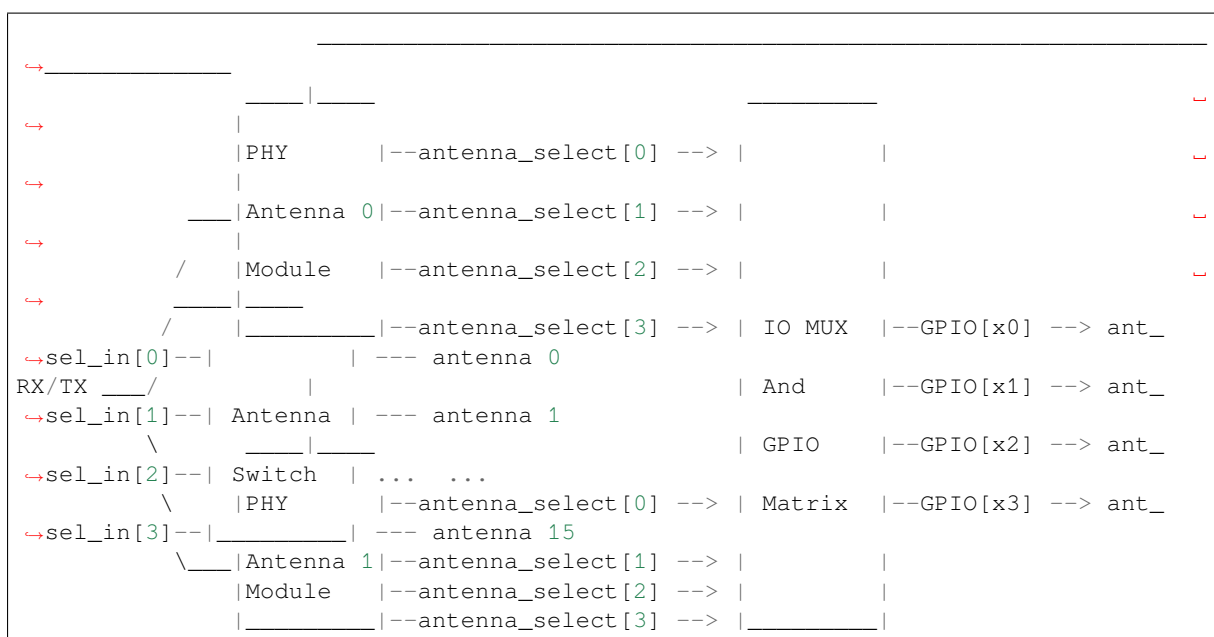 ______________________________________________________________
↪_____________
                ____|____                          _________                      ␣
↪               |
                |PHY      |--antenna_select[0] --> |         |                     ␣
↪               |
            ___|Antenna 0|--antenna_select[1] --> |         |                     ␣
↪               |
           /   |Module   |--antenna_select[2] --> |         |                     ␣
↪          ____|____
          /    |_________|--antenna_select[3] --> | IO MUX  |--GPIO[x0] --> ant_
↪sel_in[0]--|         | --- antenna 0
RX/TX ___/          |                             | And     |--GPIO[x1] --> ant_
↪sel_in[1]--| Antenna | --- antenna 1
         \      ____|____                         | GPIO    |--GPIO[x2] --> ant_
↪sel_in[2]--| Switch  | ...  ...
          \    |PHY      |--antenna_select[0] --> | Matrix  |--GPIO[x3] --> ant_
↪sel_in[3]--|_________| --- antenna 15
           \___|Antenna 1|--antenna_select[1] --> |         |
               |Module   |--antenna_select[2] --> |         |
               |_________|--antenna_select[3] --> |_________|